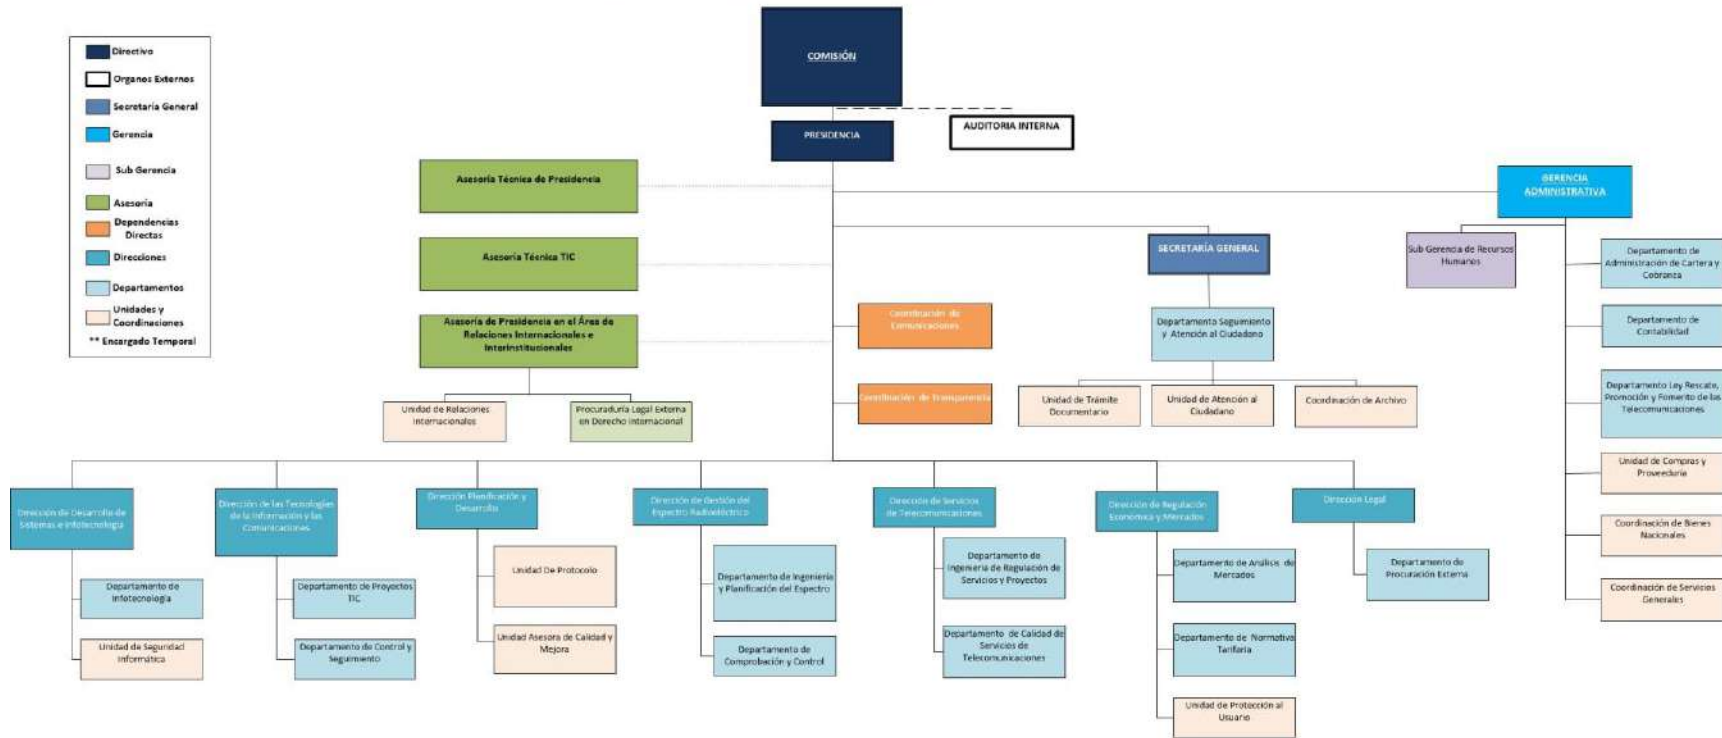 COMISIÓN
Directivo
Organos Externos
Secretaría General
Gerencia
Sub Gerencia
Asesoría
Dependencias
Directas
Direcciones
Departamentos
Unidades y
Coordinaciones
** Encargado Temporal
PRESIDENCIA
AUDITORIA INTERNA
Asesoría Técnica de Presidencia
GERENCIA
ADMINISTRATIVA
Asesoría Técnica TIC
SECRETARÍA GENERAL
Sub Gerencia de Recursos
Humanos
Departamento de
Administración de Cartera y
Cobranza
Asesoría de Presidencia en el Área de
Relaciones Internacionales e
Interinstitucionales
Coordinación de
Comunicaciones
Departamento Seguimiento
y Atención al Ciudadano
Departamento de
Contabilidad
Unidad de Relaciones
Internacionales
Procuraduría Legal Externa
en Derecho Internacional
Coordinación de Transparencia
Unidad de Trámite
Documentario
Unidad de Atención al
Ciudadano
Coordinación de Archivo
Departamento Ley Rescate,
Promoción y Fomento de las
Telecomunicaciones
Unidad de Compras y
Proveeduría
Coordinación de Bienes
Nacionales
Coordinación de Servicios
Generales
Dirección de Desarrollo de
Sistemas e Infotecnología
Dirección de las Tecnologías
de la Información y las
Comunicaciones
Dirección Planificación y
Desarrollo
Dirección de Gestión del
Espectro Radioeléctrico
Dirección de Servicios
de Telecomunicaciones
Dirección de Regulación
Económica y Mercados
Dirección Legal
Departamento de
Infotecnología
Unidad de Seguridad
Informática
Departamento de Proyectos
TIC
Departamento de Control y
Seguimiento
Unidad De Protocolo
Unidad Asesora de Calidad y
Mejora
Departamento de Ingeniería
y Planificación del Espectro
Departamento de
Comprobación y Control
Departamento de
Ingeniería de Regulación de
Servicios y Proyectos
Departamento de Calidad de
Servicios de
Telecomunicaciones
Departamento de Análisis de
Mercados
Departamento de Normativa
Tarifaria
Unidad de Protección al
Usuario
Departamento de
Procuración Externa